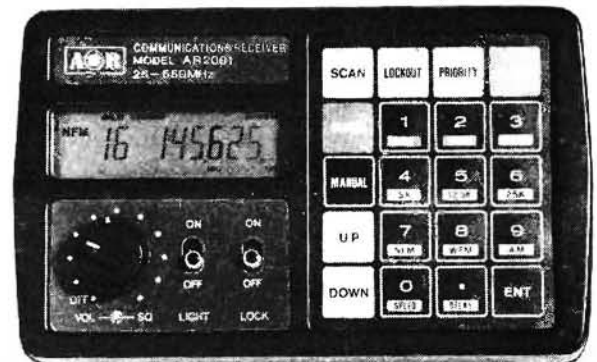 AOR
COMMUNICATIONS RECEIVER
MODEL AR2001
25-550MHz
NFM 16 145.625
ON ON
OFF OFF OFF
VOL SQ LIGHT LOCK
SCAN LOCKOUT PRIORITY
1 2 3
MANUAL 4 5 6
5K 12.5K 25K
UP 7 8 9
NFM WFM AM
DOWN 0 . ENT
SPEED DELAY